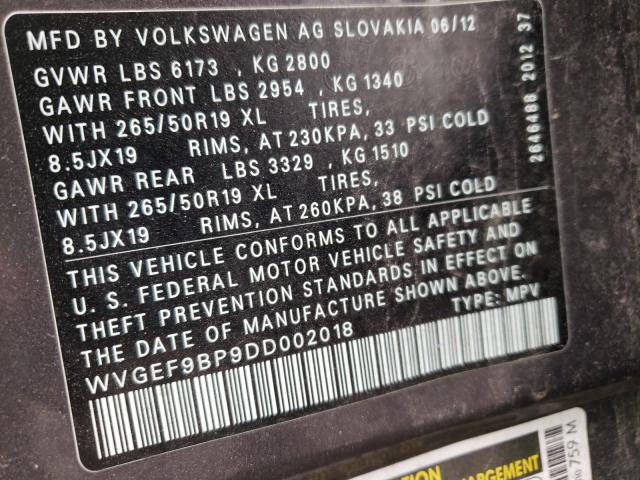 MFD BY VOLKSWAGEN AG SLOVAKIA 06/12
GVWR LBS 6173 , KG 2800
GAWR FRONT LBS 2954 , KG 1340
WITH 265/50R19 XL TIRES,
8.5JX19 RIMS, AT 230KPA, 33 PSI COLD
GAWR REAR LBS 3329 , KG 1510
WITH 265/50R19 XL TIRES,
8.5JX19 RIMS, AT 260KPA, 38 PSI COLD
THIS VEHICLE CONFORMS TO ALL APPLICABLE
U. S. FEDERAL MOTOR VEHICLE SAFETY AND
THEFT PREVENTION STANDARDS IN EFFECT ON
THE DATE OF MANUFACTURE SHOWN ABOVE.
WVGEF9BP9DD002018 TYPE: MPV
2646488 2012 37
759 M